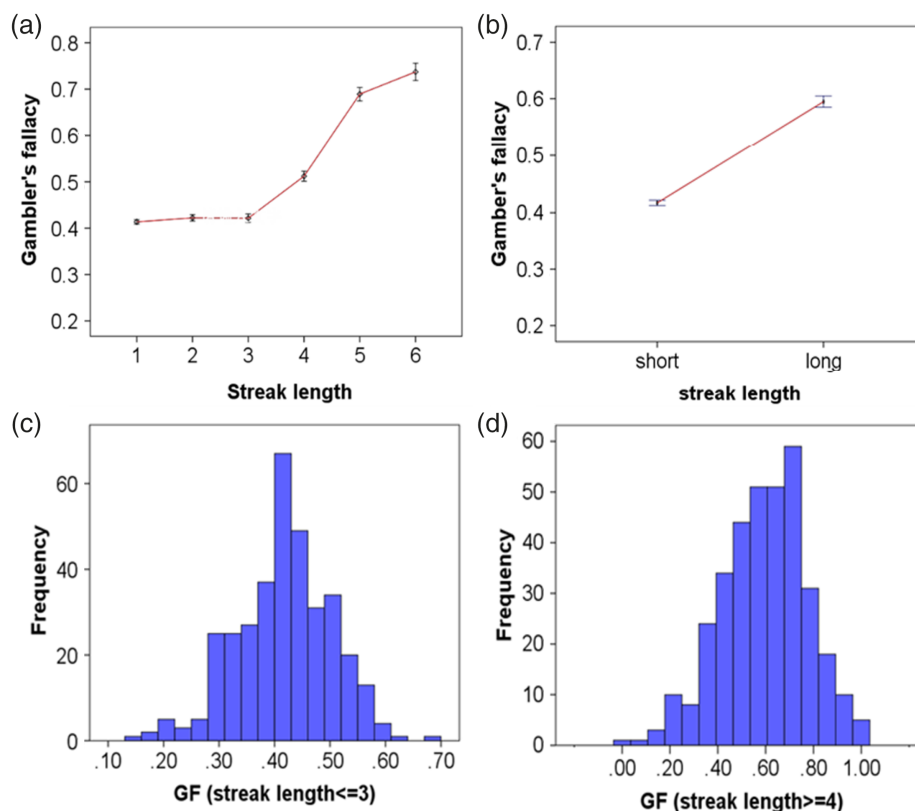 (a)
0.8
0.7
0.6
0.5
0.4
0.3
0.2
Gambler's fallacy
1 2 3 4 5 6
Streak length
(b)
0.7
0.6
0.5
0.4
0.3
0.2
Gamber's fallacy
short long
streak length
(c)
60
40
20
0
Frequency
.10 .20 .30 .40 .50 .60 .70
GF (streak length<=3)
(d)
60
50
40
30
20
10
0
Frequency
.00 .20 .40 .60 .80 1.00
GF (streak length>=4)